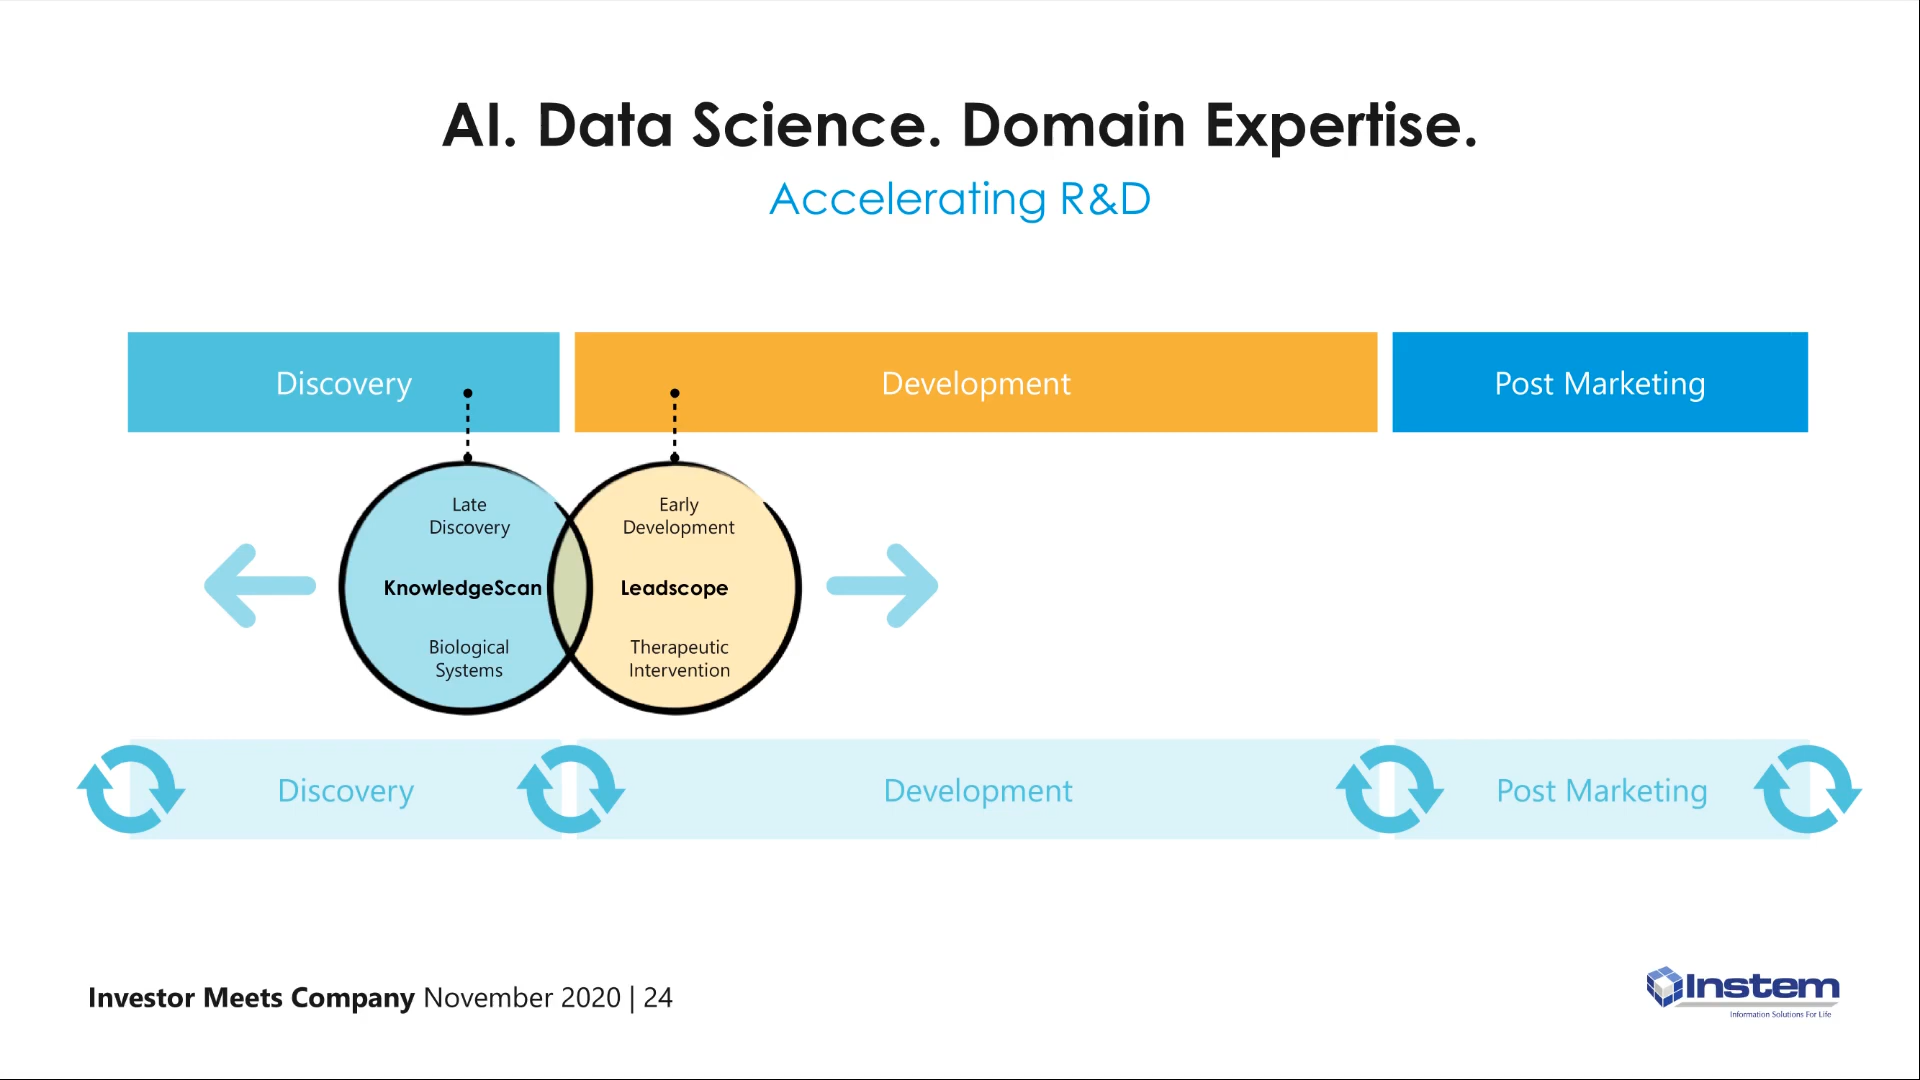 AI. Data Science. Domain Expertise.
Accelerating R&D
Discovery
Development
Post Marketing
Late
Discovery
KnowledgeScan
Biological
Systems
Early
Development
Leadscope
Therapeutic
Intervention
Discovery
Development
Post Marketing
Investor Meets Company November 2020 | 24
Instem
Information Solutions For Life